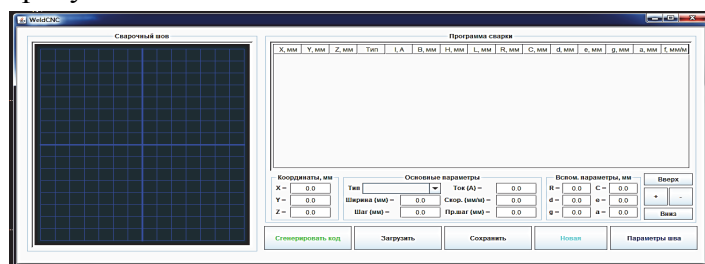 WeldCNC
Сварочный шов
Программа сварки
X, мм Y, мм Z, мм Тип I, А B, мм H, мм L, мм R, мм C, мм d, мм e, мм g, мм a, мм f, мм/м
Координаты, мм
X = 0.0
Y = 0.0
Z = 0.0
Основные параметры
Тип Ток (А) = 0.0
Ширина (мм) = 0.0 Скор. (мм/м) = 0.0
Шаг (мм) = 0.0 Пр.шаг (мм) = 0.0
Вспом. параметры, мм
R = 0.0 C = 0.0
d = 0.0 e = 0.0
g = 0.0 a = 0.0
Вверх
+ -
Вниз
Сгенерировать код Загрузить Сохранить Новая Параметры шва